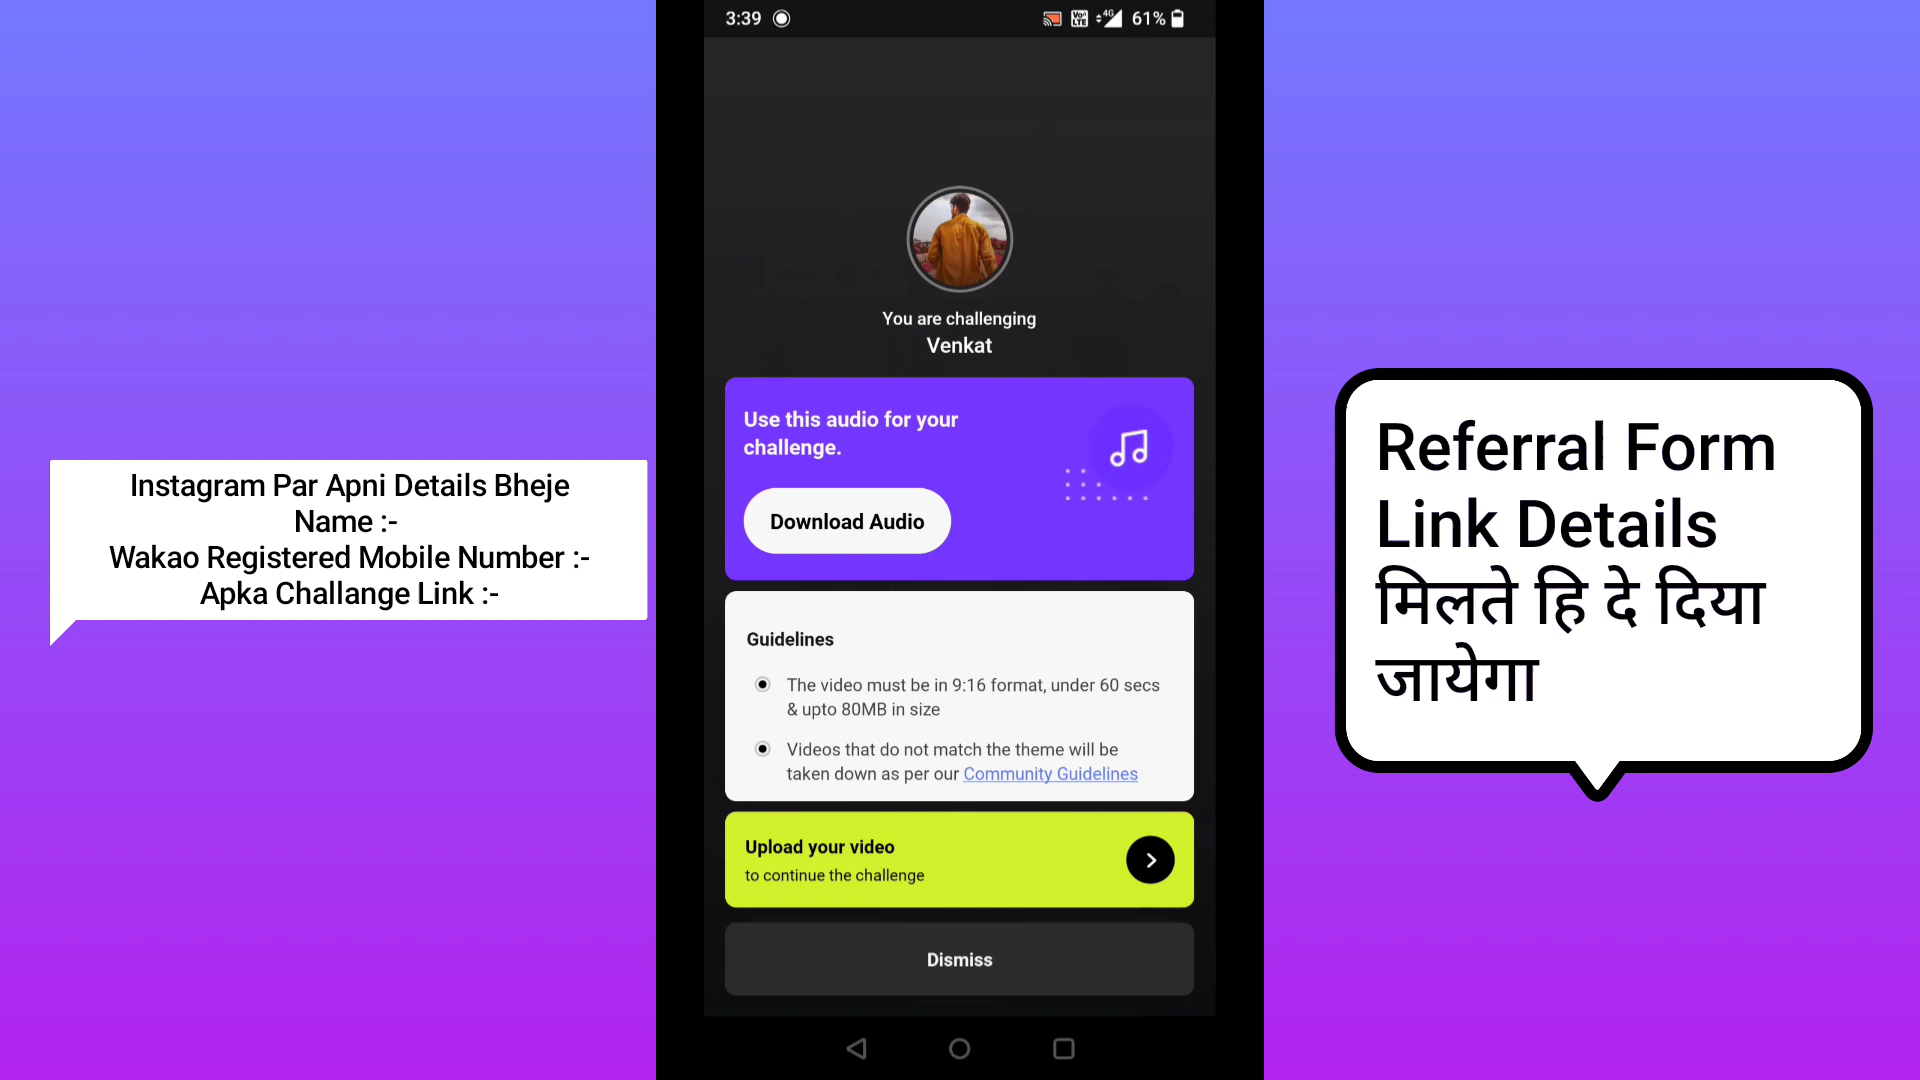 3:39
4G
61%
Instagram Par Apni Details Bheje
Name :-
Wakao Registered Mobile Number :-
Apka Challange Link :-
You are challenging
Venkat
Use this audio for your
challenge.
Download Audio
Guidelines
The video must be in 9:16 format, under 60 secs
& upto 80MB in size
Videos that do not match the theme will be
taken down as per our Community Guidelines
Upload your video
to continue the challenge
Dismiss
Referral Form
Link Details
मिलते हि दे दिया
जायेगा